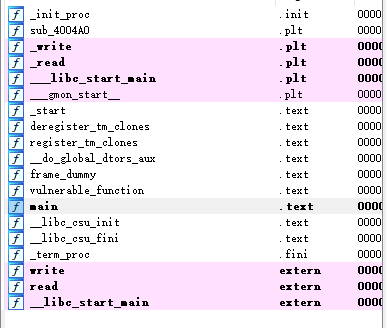 f _init_proc .init 0000
f sub_4004A0 .plt 0000
f _write .plt 0000
f _read .plt 0000
f ___libc_start_main .plt 0000
f ___gmon_start__ .plt 0000
f _start .text 0000
f deregister_tm_clones .text 0000
f register_tm_clones .text 0000
f __do_global_dtors_aux .text 0000
f frame_dummy .text 0000
f vulnerable_function .text 0000
f main .text 0000
f __libc_csu_init .text 0000
f __libc_csu_fini .text 0000
f _term_proc .fini 0000
f write extern 0000
f read extern 0000
f __libc_start_main extern 0000